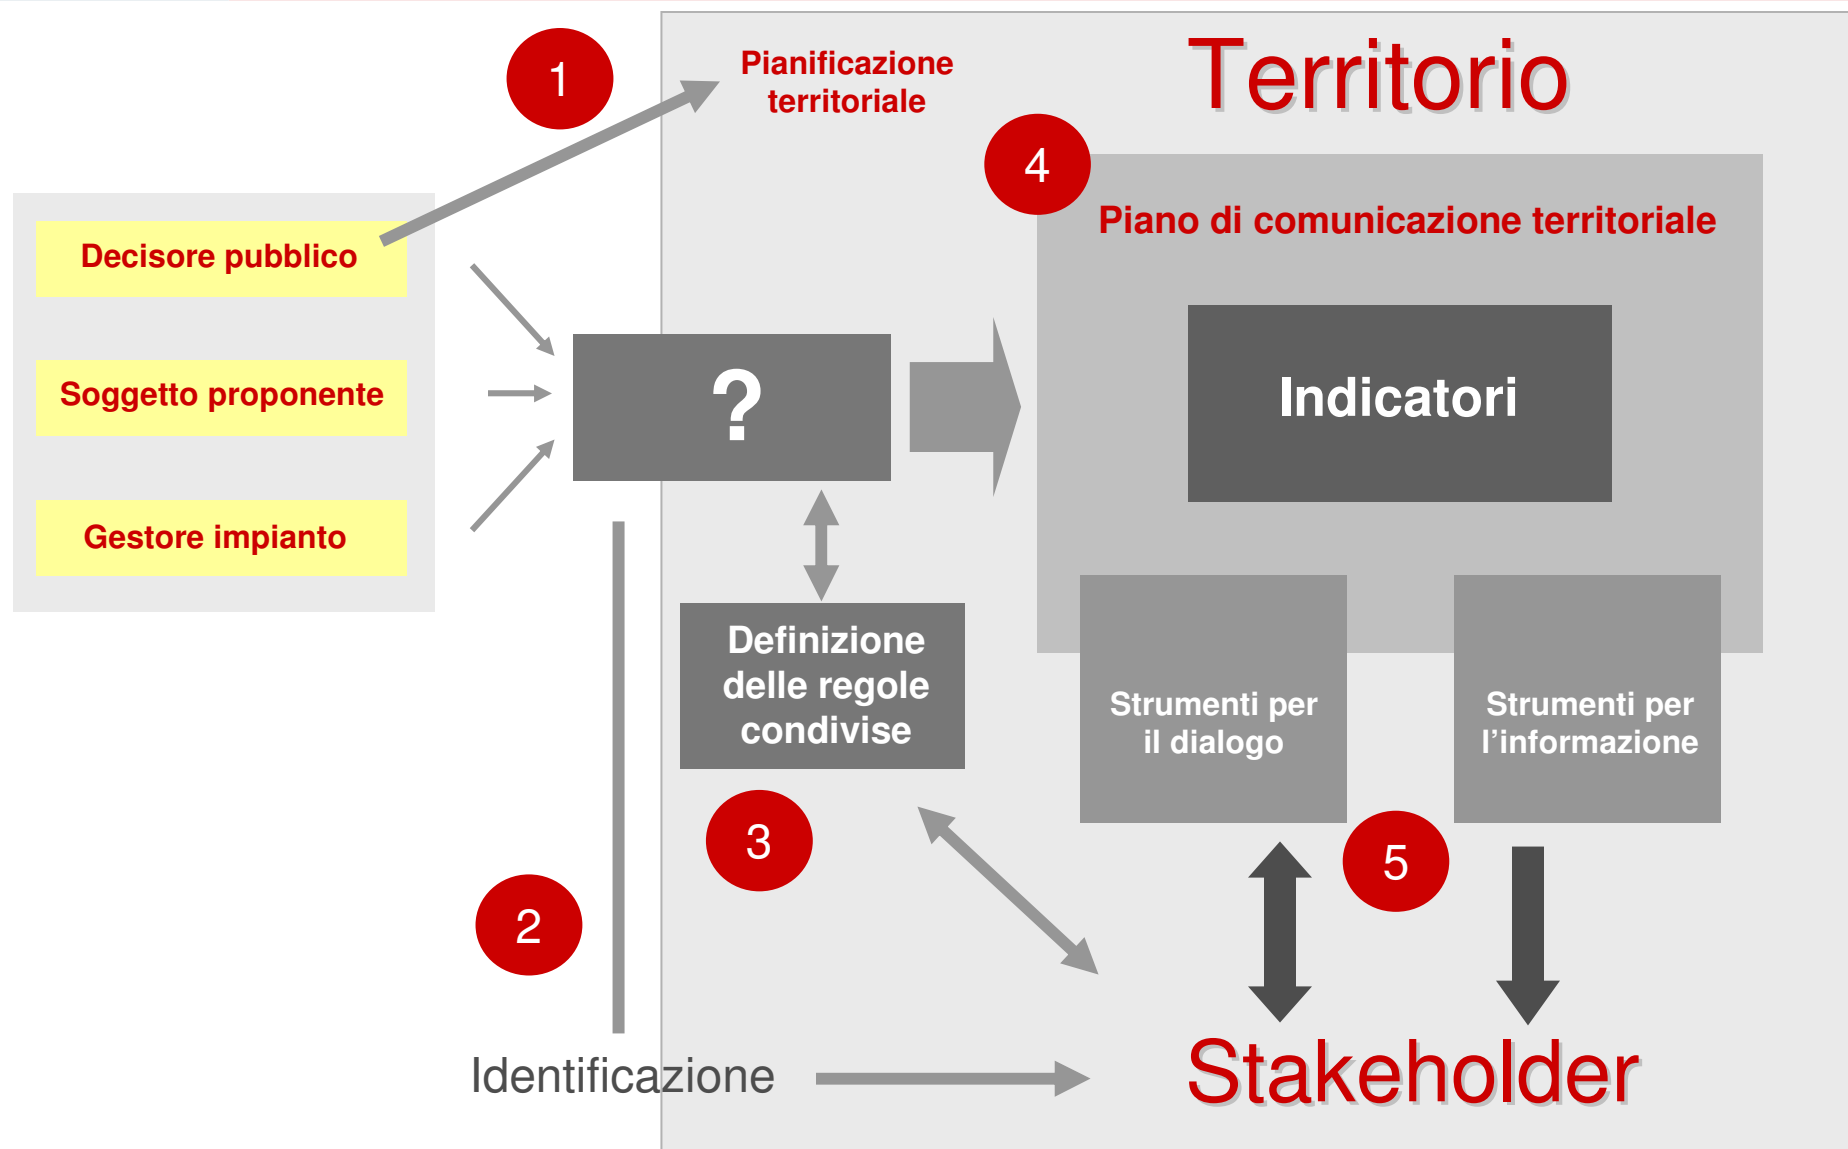 1
Pianificazione
territoriale
Territorio
4
Piano di comunicazione territoriale
Decisore pubblico
Soggetto proponente
Gestore impianto
?
Indicatori
Definizione
delle regole
condivise
Strumenti per
il dialogo
Strumenti per
l’informazione
3
5
2
Identificazione
Stakeholder